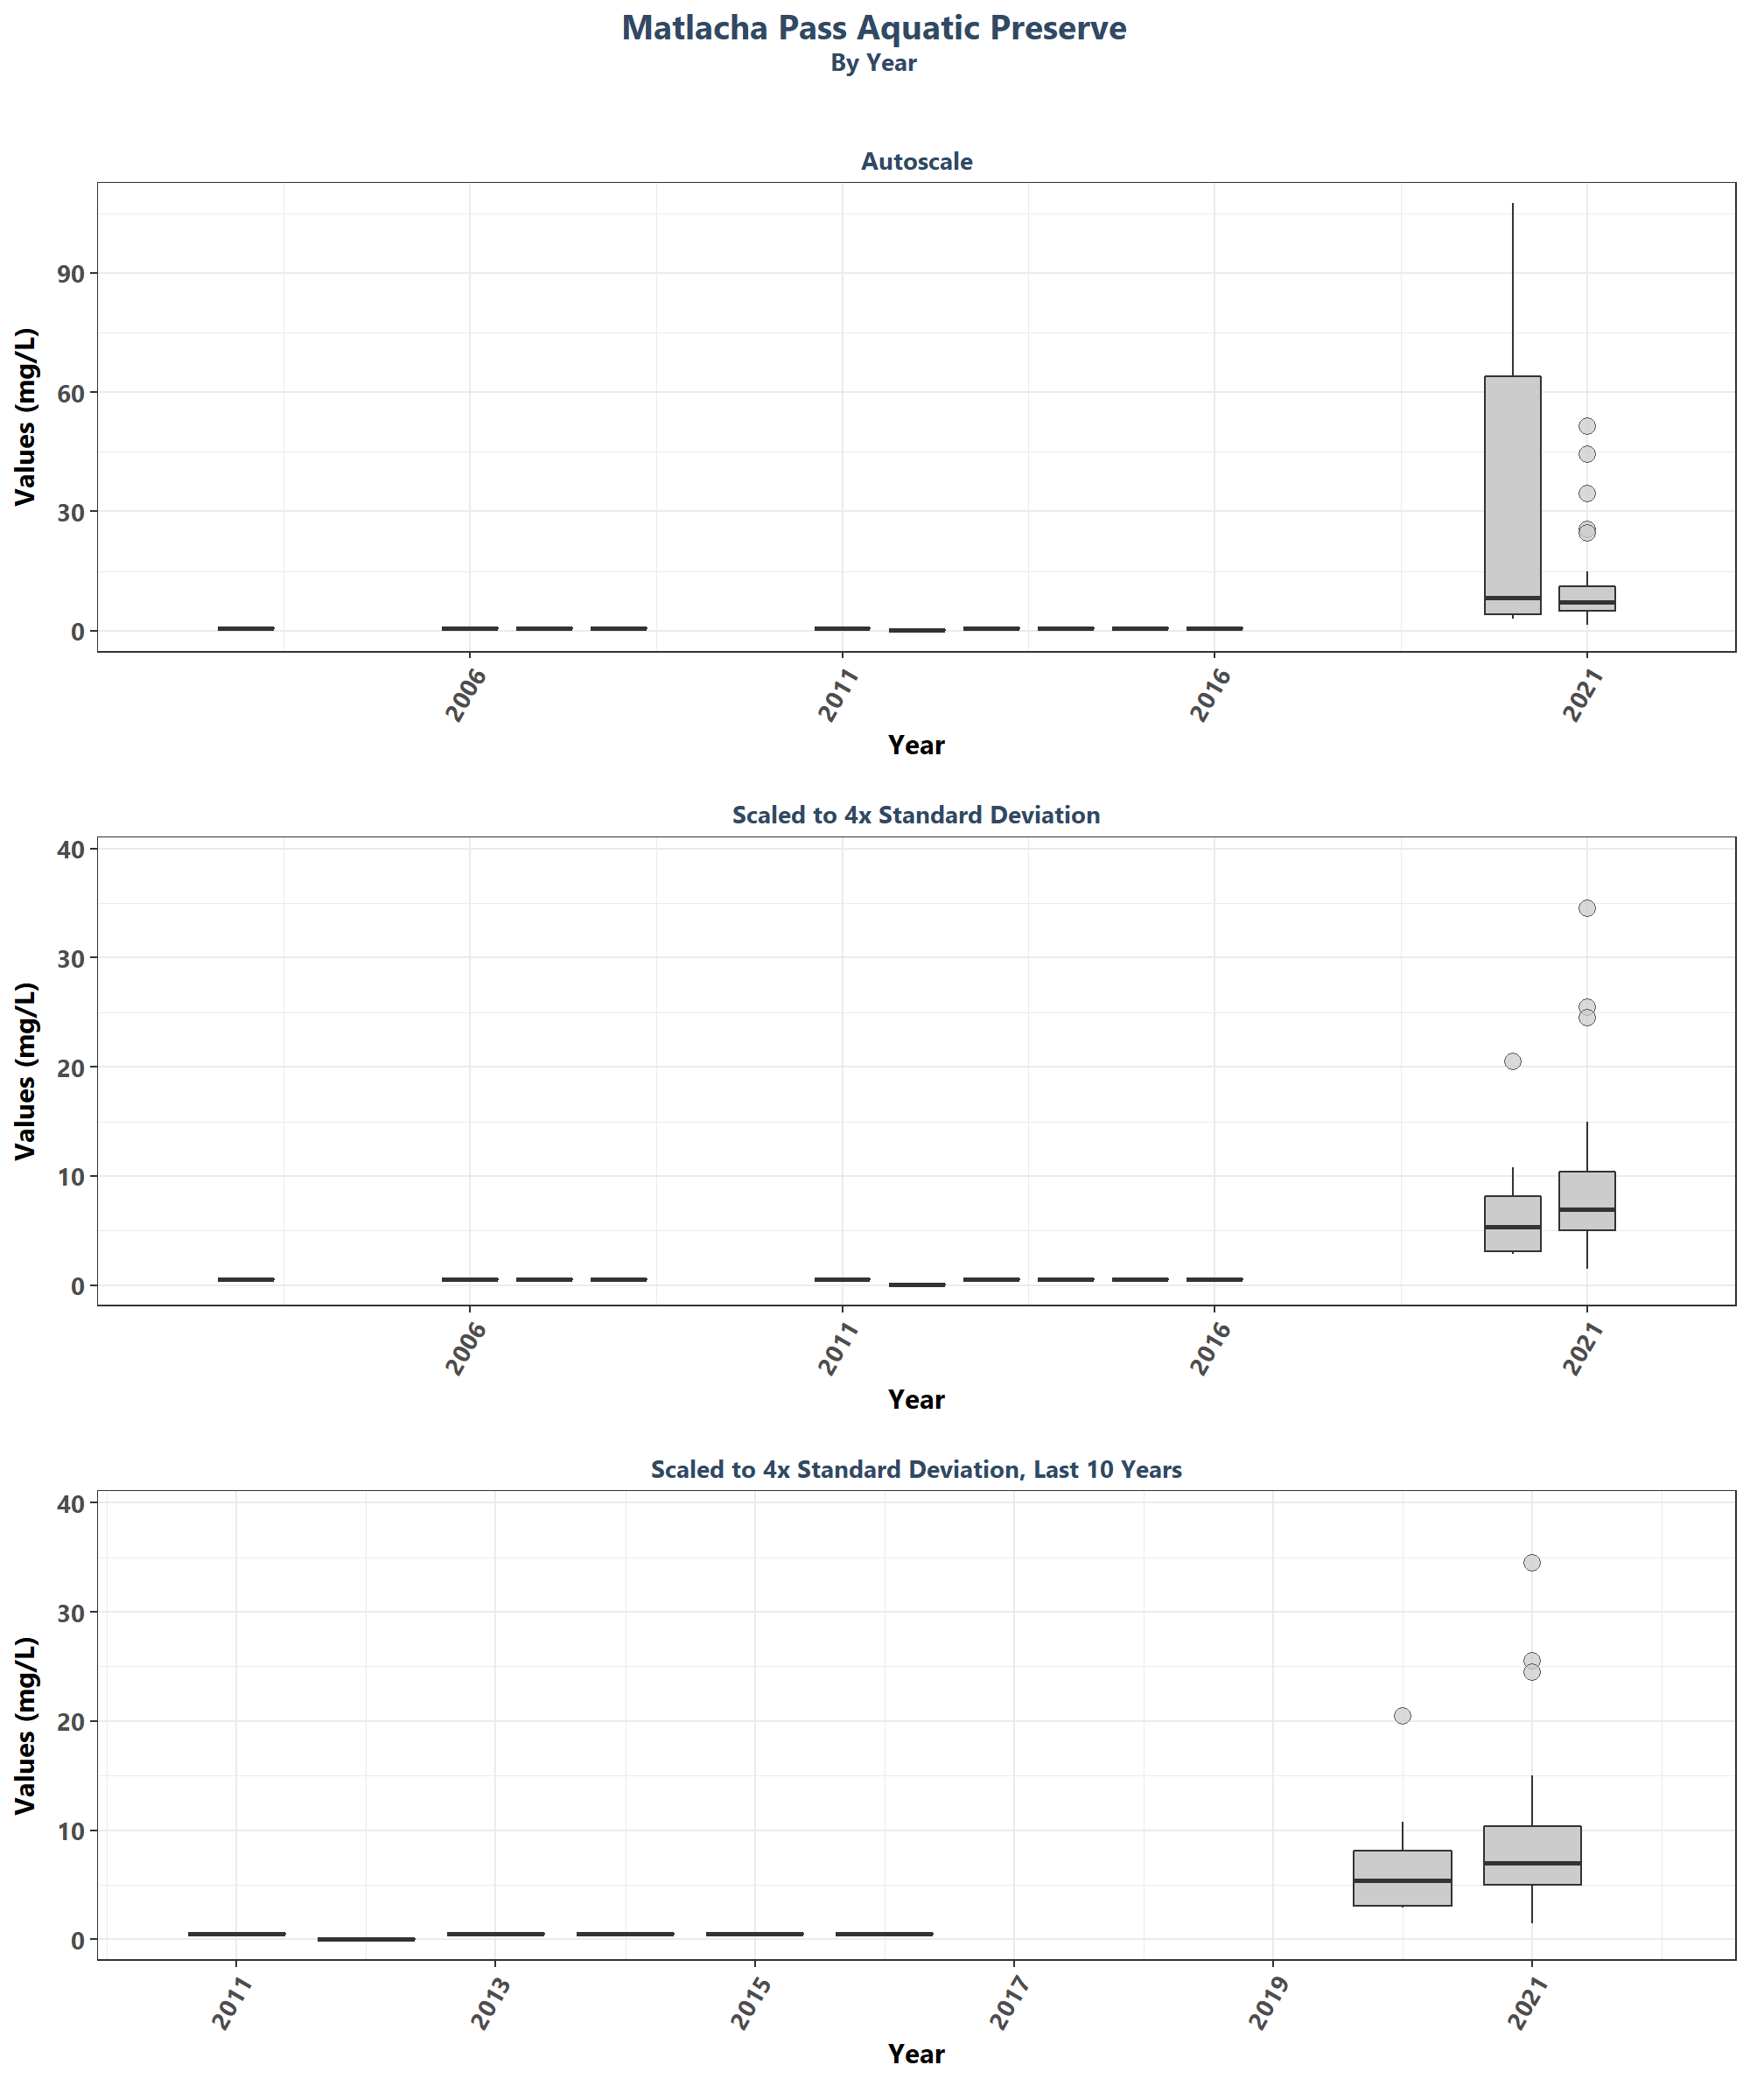 Matlacha Pass Aquatic Preserve
By Year
Autoscale
Values (mg/L)
90
60
30
0
2006
2011
2016
2021
Year
Scaled to 4x Standard Deviation
Values (mg/L)
40
30
20
10
0
2006
2011
2016
2021
Year
Scaled to 4x Standard Deviation, Last 10 Years
Values (mg/L)
40
30
20
10
0
2011
2013
2015
2017
2019
2021
Year